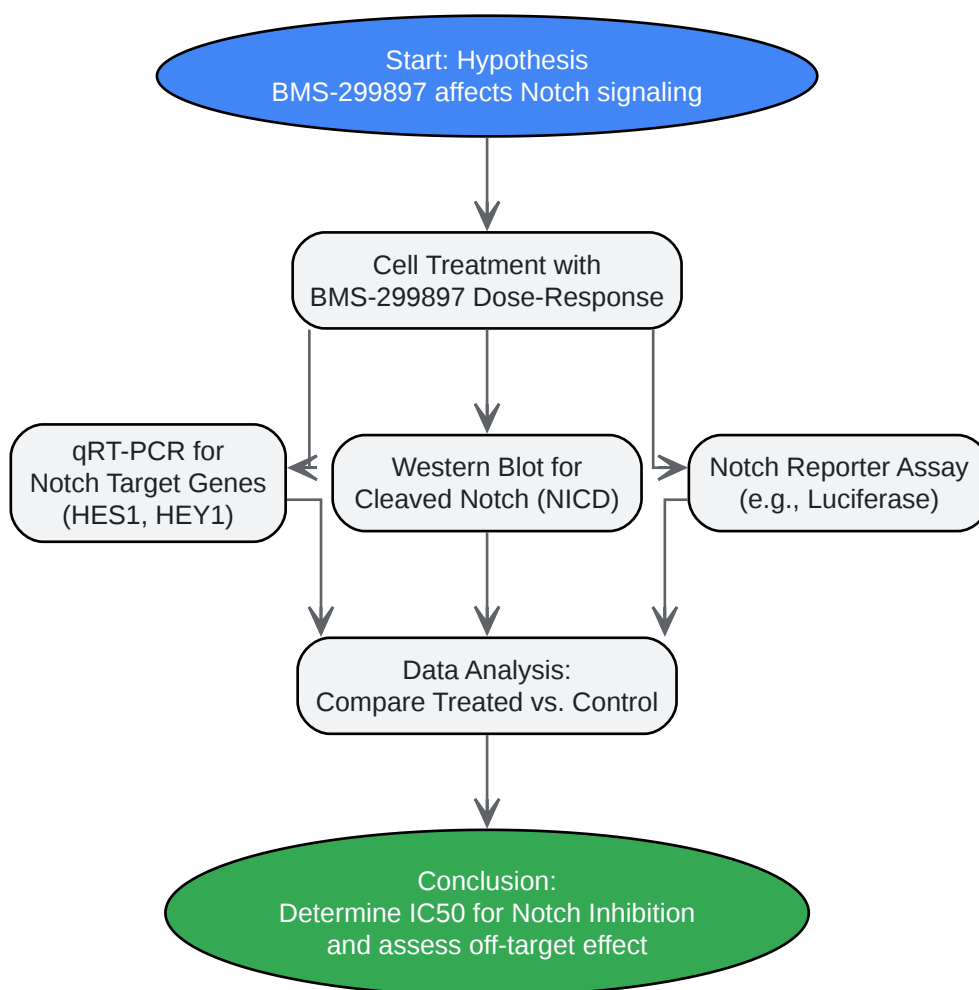 Start: Hypothesis
BMS-299897 affects Notch signaling
Cell Treatment with
BMS-299897 Dose-Response
qRT-PCR for
Notch Target Genes
(HES1, HEY1)
Western Blot for
Cleaved Notch (NICD)
Notch Reporter Assay
(e.g., Luciferase)
Data Analysis:
Compare Treated vs. Control
Conclusion:
Determine IC50 for Notch Inhibition
and assess off-target effect